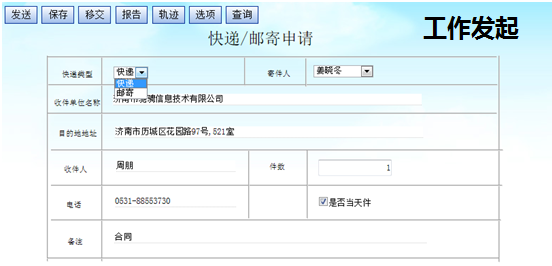 发送 保存 移交 报告 轨迹 选项 查询
工作发起
快递/邮寄申请
快递类型 快递 寄件人 姜晓冬
快递
邮寄
收件单位名称 济南市驰骋信息技术有限公司
目的地地址 济南市历城区花园路97号,521室
收件人 周朋 件数 1
电话 0531-88553730 是否当天件
备注 合同